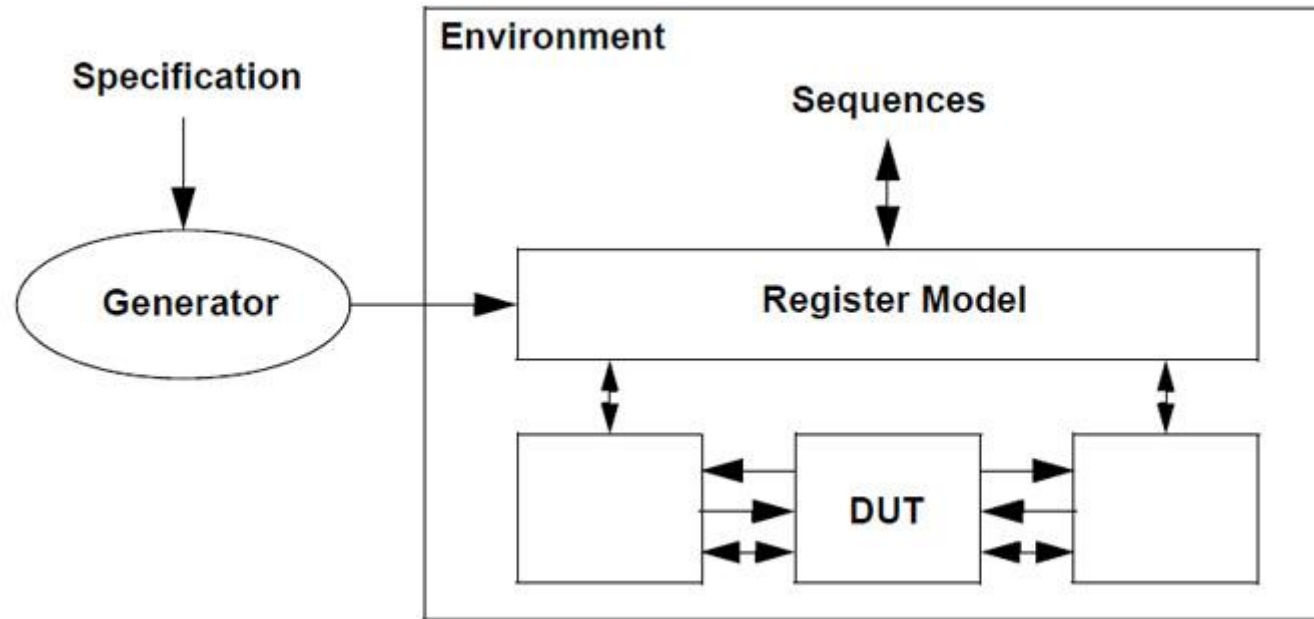 Environment
Specification
Sequences
Generator
Register Model
DUT